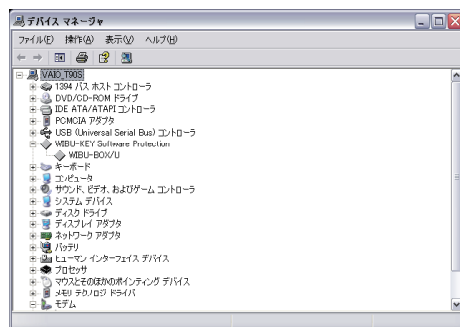 デバイス マネージャ
ファイル(F) 操作(A) 表示(V) ヘルプ(H)
VAIO_T90S
1394 バス ホスト コントローラ
DVD/CD-ROM ドライブ
IDE ATA/ATAPI コントローラ
PCMCIA アダプタ
USB (Universal Serial Bus) コントローラ
WIBU-KEY Software Protection
WIBU-BOX/U
キーボード
コンピュータ
サウンド、ビデオ、およびゲーム コントローラ
システム デバイス
ディスク ドライブ
ディスプレイ アダプタ
ネットワーク アダプタ
バッテリ
ヒューマン インターフェイス デバイス
プロセッサ
マウスとそのほかのポインティング デバイス
メモリ テクノロジ ドライバ
モデム